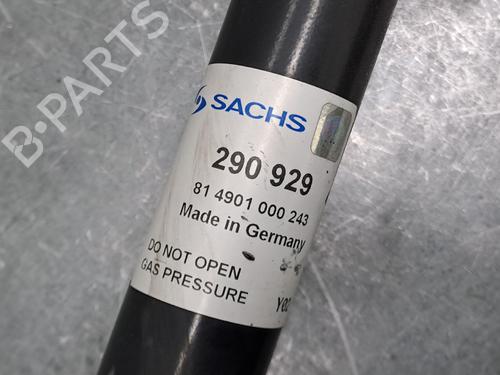 B-PARTS
SACHS
290 929
81 4901 000 243
Made in Germany
DO NOT OPEN
GAS PRESSURE